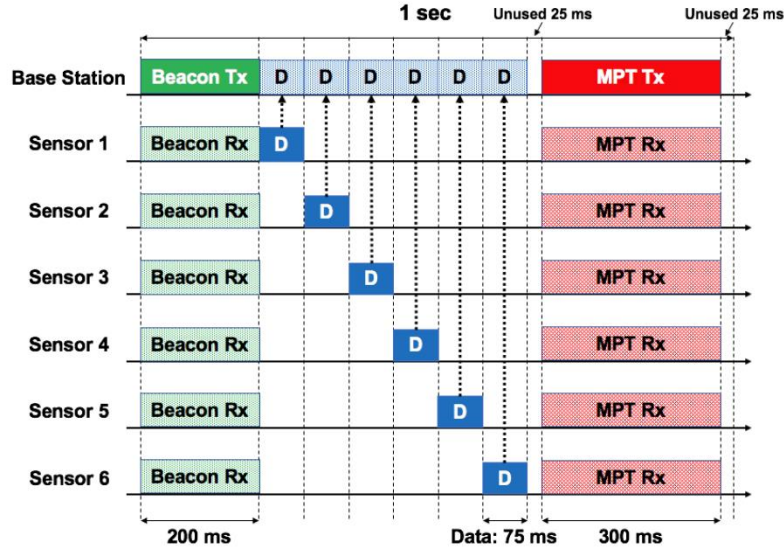 1 sec
Unused 25 ms
Unused 25 ms
Base Station
Beacon Tx
D D D D D D
MPT Tx
Sensor 1
Beacon Rx
D
MPT Rx
Sensor 2
Beacon Rx
D
MPT Rx
Sensor 3
Beacon Rx
D
MPT Rx
Sensor 4
Beacon Rx
D
MPT Rx
Sensor 5
Beacon Rx
D
MPT Rx
Sensor 6
Beacon Rx
D
MPT Rx
200 ms
Data: 75 ms
300 ms